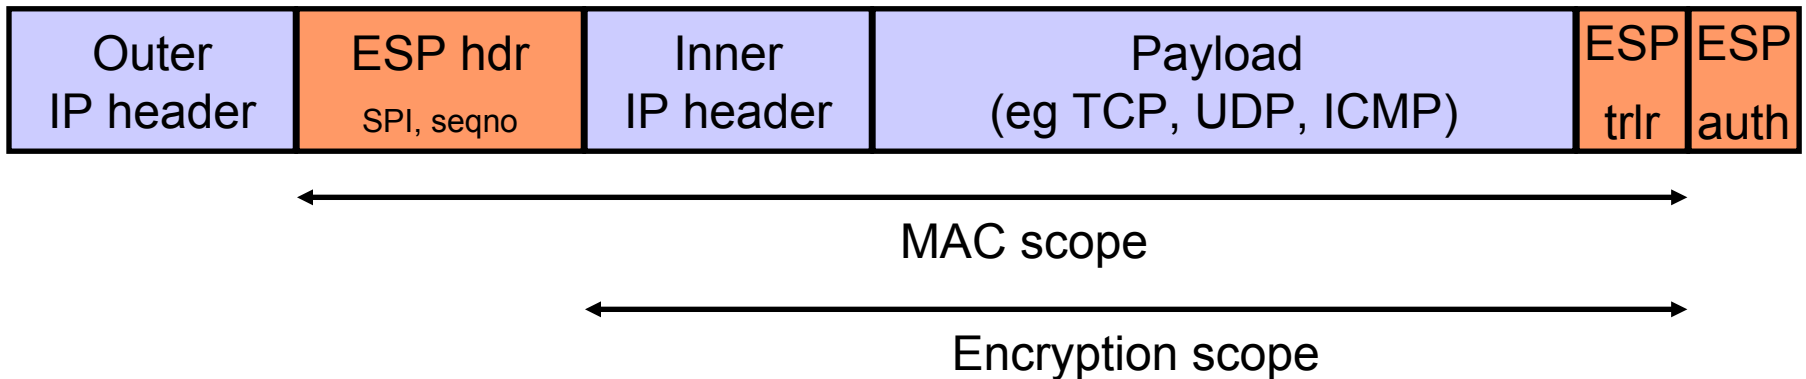 Outer
IP header
ESP hdr
SPI, seqno
Inner
IP header
Payload
(eg TCP, UDP, ICMP)
ESP
trlr
ESP
auth
MAC scope
Encryption scope